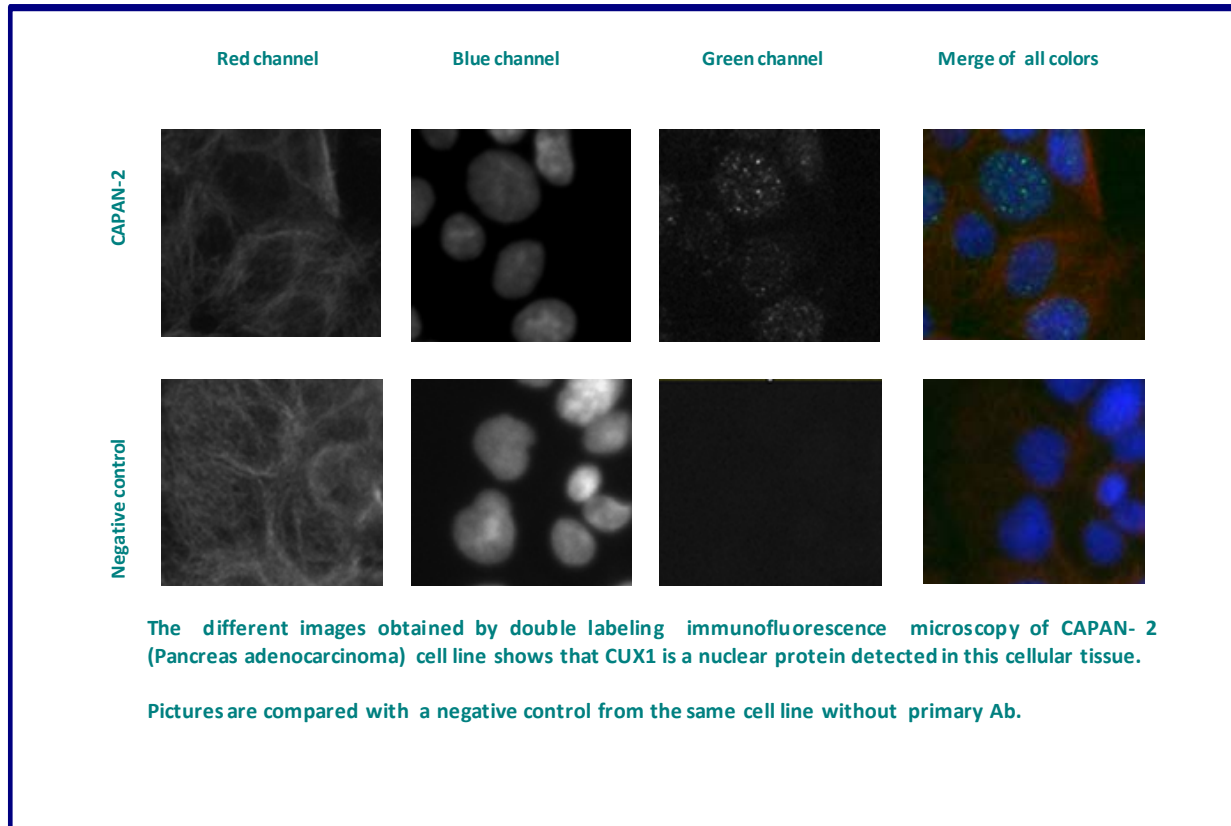 Red channel Blue channel Green channel Merge of all colors
CAPAN-2
Negative control
The different images obtained by double labeling immunofluorescence microscopy of CAPAN- 2
(Pancreas adenocarcinoma) cell line shows that CUX1 is a nuclear protein detected in this cellular tissue.
Pictures are compared with a negative control from the same cell line without primary Ab.